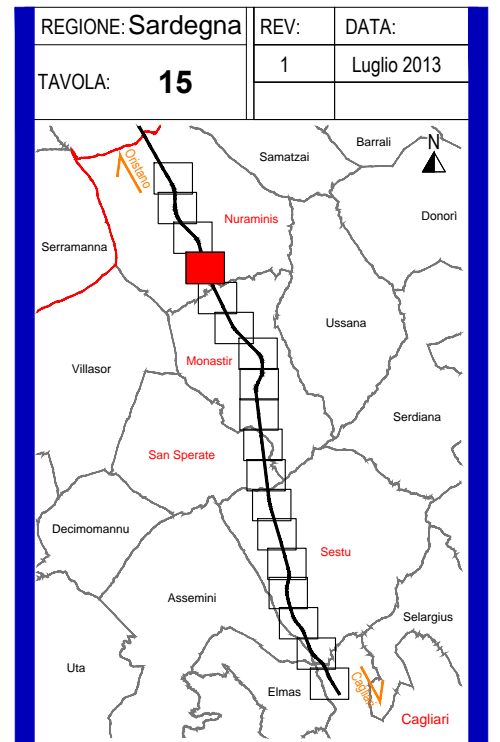 REGIONE: Sardegna
REV:
DATA:
TAVOLA: 15
1
Luglio 2013
Oristano
Samatzai
Barrali
N
Nuraminis
Donorì
Serramanna
Ussana
Monastir
Villasor
Serdiana
San Sperate
Decimomannu
Sestu
Assemini
Selargius
Uta
Elmas
Cagliari
Cagliari